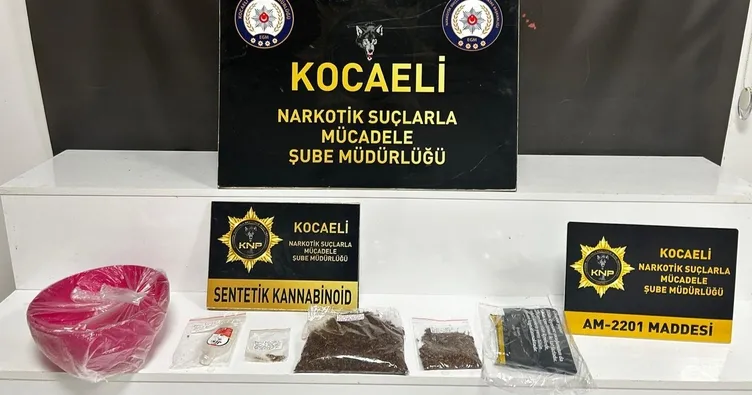 KOCAELİ
NARKOTİK SUÇLARLA
MÜCADELE
ŞUBE MÜDÜRLÜĞÜ
KNP
KOCAELİ
NARKOTİK SUÇLARLA
MÜCADELE
ŞUBE MÜDÜRLÜĞÜ
SENTETİK KANNABİNOİD
KNP
KOCAELİ
NARKOTİK SUÇLARLA
MÜCADELE
ŞUBE MÜDÜRLÜĞÜ
AM-2201 MADDESİ